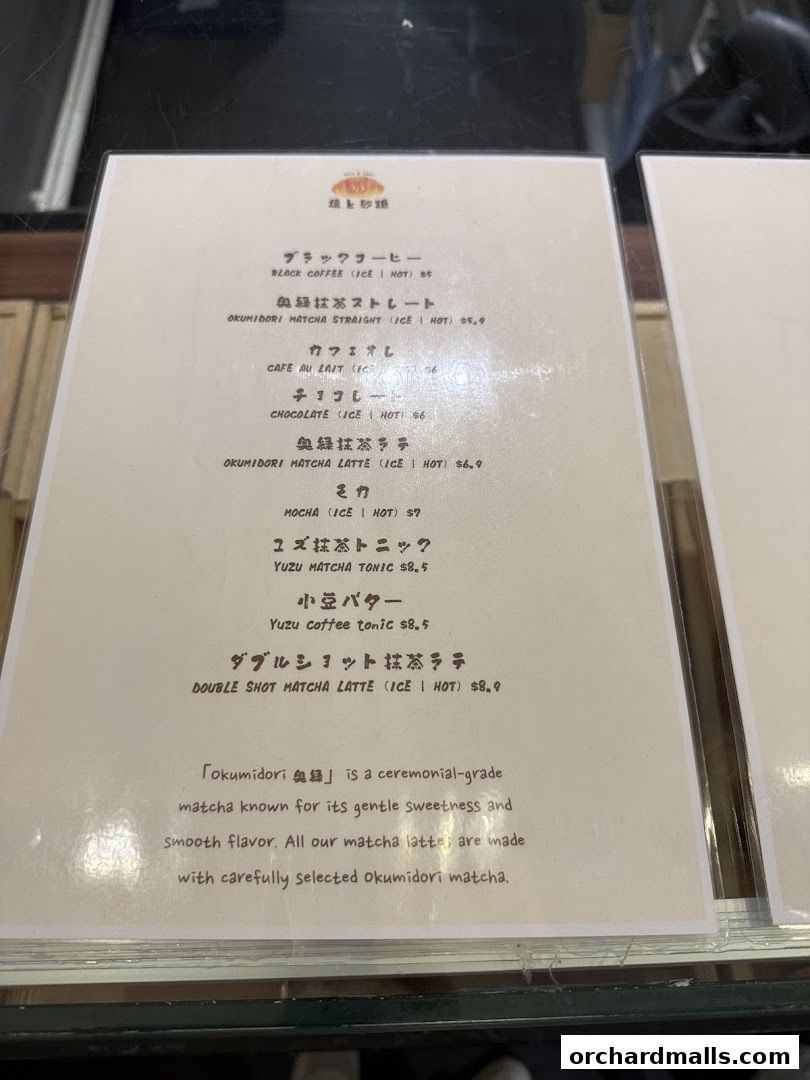 塩と砂糖
ブラックコーヒー
BLACK COFFEE (ICE | HOT) $5
奥緑抹茶ストレート
OKUMIDORI MATCHA STRAIGHT (ICE | HOT) $5.9
カフェオレ
CAFE AU LAIT (ICE | HOT) $6
チョコレート
CHOCOLATE (ICE | HOT) $6
奥緑抹茶ラテ
OKUMIDORI MATCHA LATTE (ICE | HOT) $6.9
モカ
MOCHA (ICE | HOT) $7
ユズ抹茶トニック
YUZU MATCHA TONIC $8.5
小豆バター
Yuzu coffee tonic $8.5
ダブルショット抹茶ラテ
DOUBLE SHOT MATCHA LATTE (ICE | HOT) $8.9
「Okumidori 奥緑」 is a ceremonial-grade
matcha known for its gentle sweetness and
smooth flavor. All our matcha lattes are made
with carefully selected Okumidori matcha.
orchardmalls.com